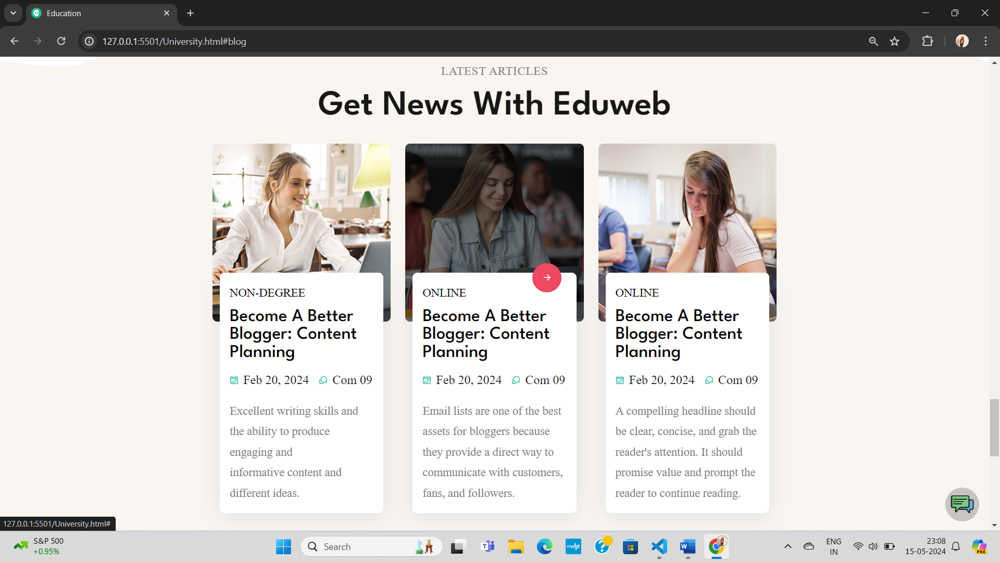 Education
127.0.0.1:5501/University.html#blog
LATEST ARTICLES
Get News With Eduweb
NON-DEGREE
Become A Better
Blogger: Content
Planning
Feb 20, 2024 Com 09
Excellent writing skills and
the ability to produce
engaging and
informative content and
different ideas.
ONLINE
Become A Better
Blogger: Content
Planning
Feb 20, 2024 Com 09
Email lists are one of the best
assets for bloggers because
they provide a direct way to
communicate with customers,
fans, and followers.
ONLINE
Become A Better
Blogger: Content
Planning
Feb 20, 2024 Com 09
A compelling headline should
be clear, concise, and grab the
reader's attention. It should
promise value and prompt the
reader to continue reading.
127.0.0.1:5501/University.html#
S&P 500
+0.95%
Search
myhp
ENG
IN
23:08
15-05-2024
PRE